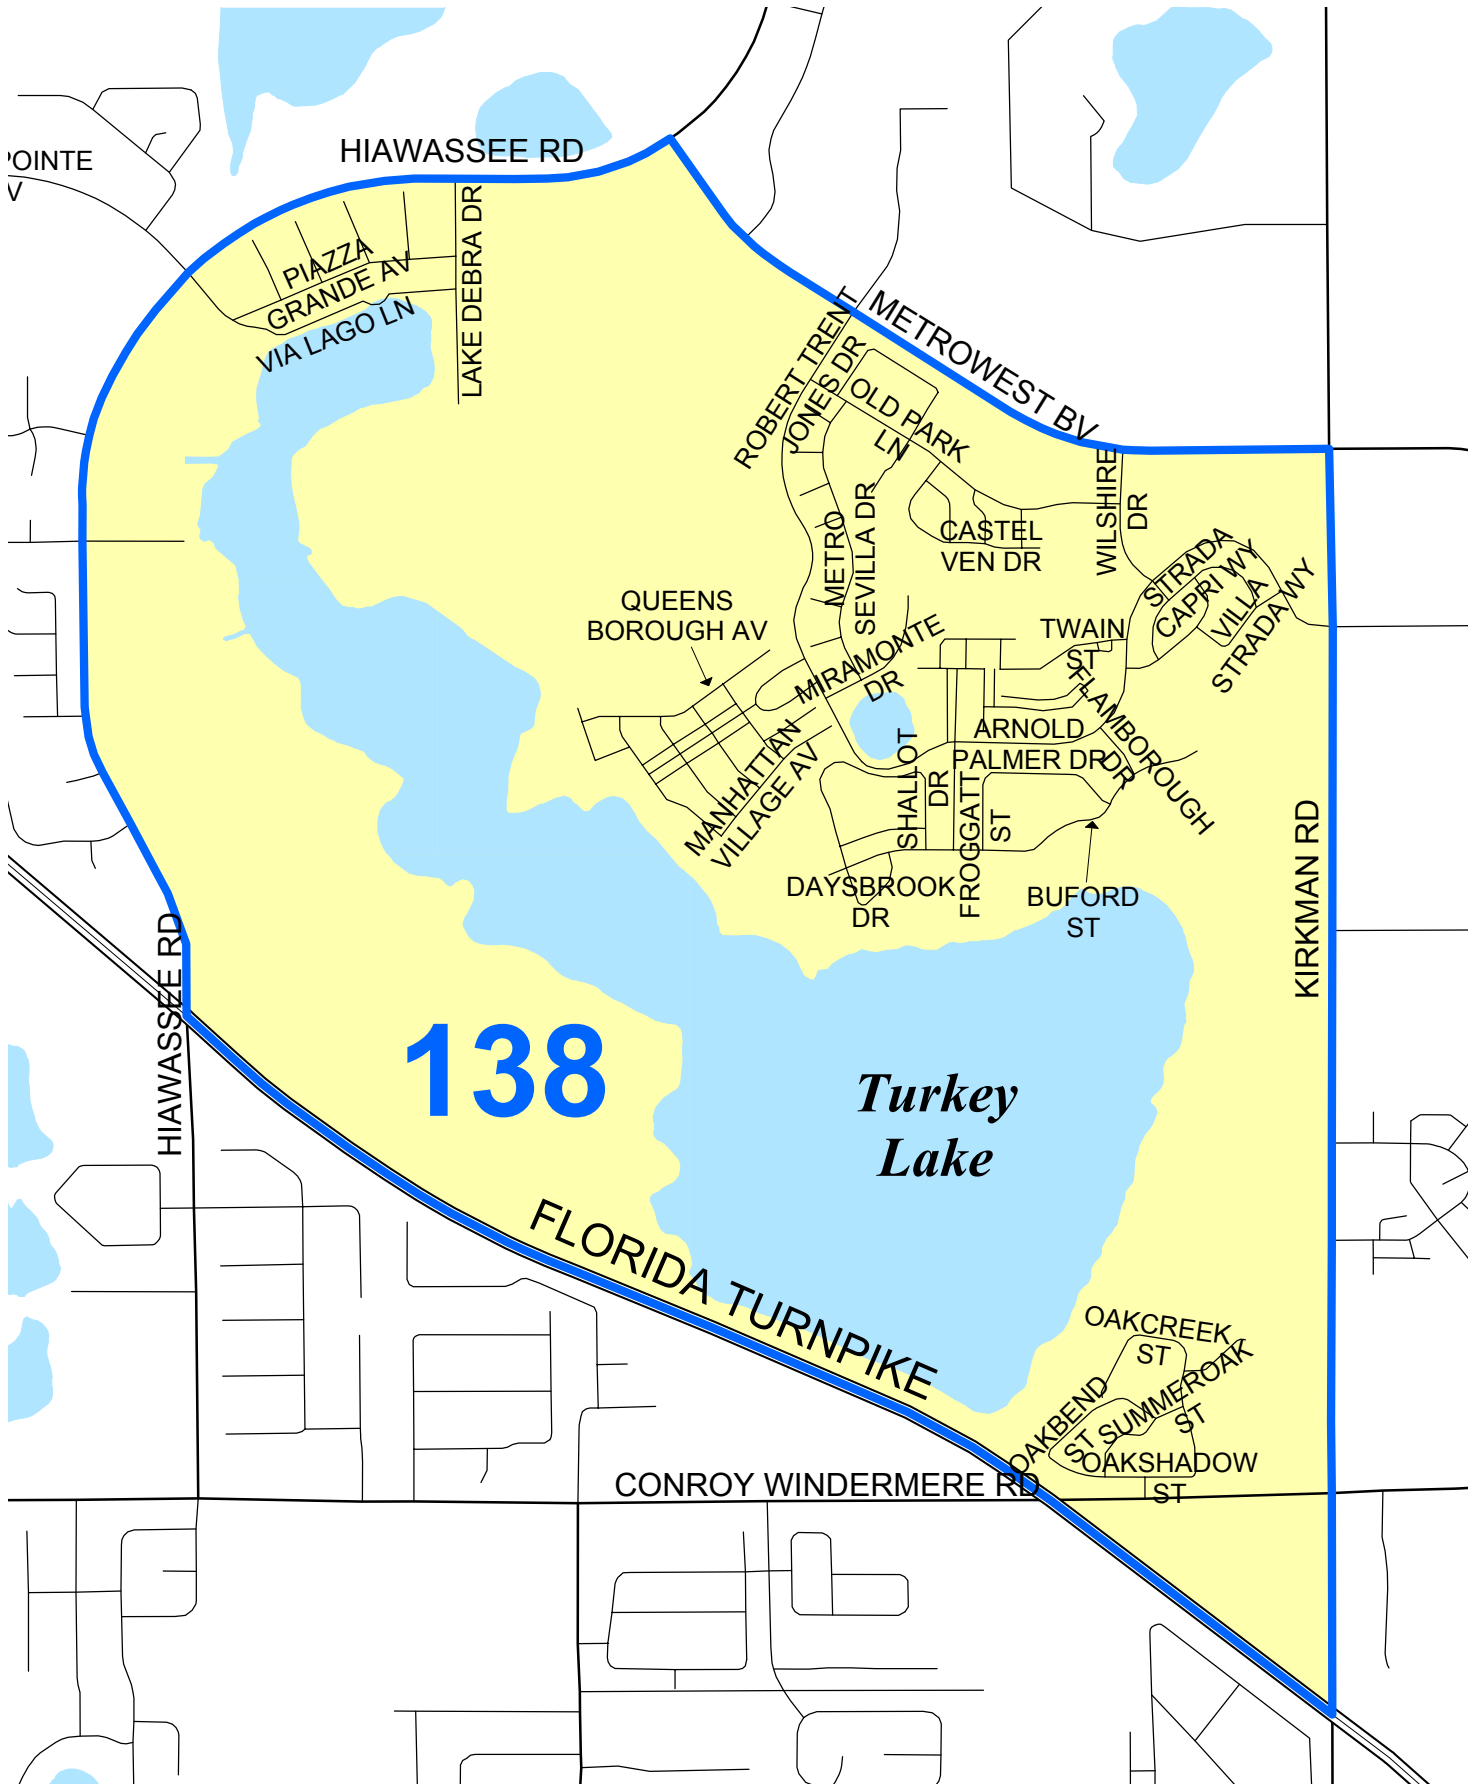 HIAWASSEE RD
POINTE
V
LAKE DEBRA DR
PIAZZA
GRANDE AV
VIA LAGO LN
METROWEST BV
ROBERT TRENT
JONES DR
OLD PARK
LN
WILSHIRE
DR
CASTEL
VEN DR
METRO
SEVILLA DR
STRADA
CAPRI WY
VILLA
STRADA WY
QUEENS
BOROUGH AV
TWAIN
ST
MIRAMONTE
DR
FLAMBOROUGH
DR
ARNOLD
PALMER DR
MANHATTAN
VILLAGE AV
SHALLOT
DR
FROGGATT
ST
DAYSBROOK
DR
BUFORD
ST
KIRKMAN RD
HIAWASSEE RD
138
Turkey
Lake
FLORIDA TURNPIKE
OAKCREEK
ST
SUMMEROAK
ST
OAKBEND
ST
OAKSHADOW
ST
CONROY WINDERMERE RD